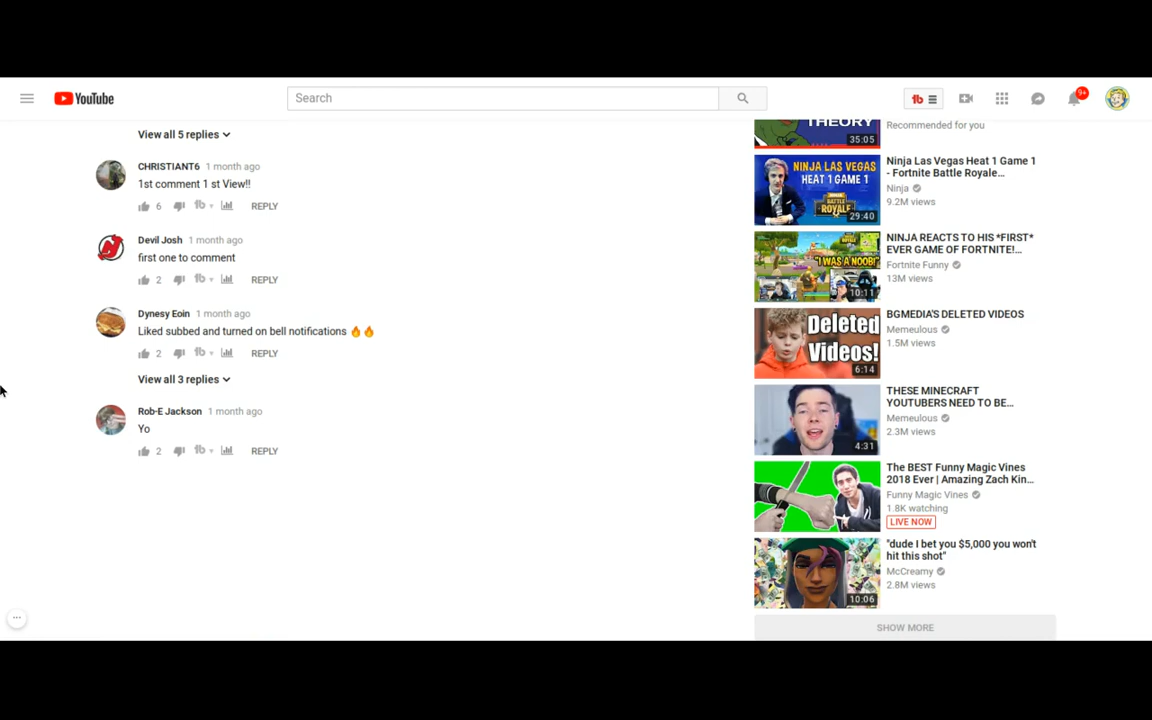 YouTube
Search
tb
9+
View all 5 replies
CHRISTIANT6 1 month ago
1st comment 1 st View!!
6 tb REPLY
Devil Josh 1 month ago
first one to comment
2 tb REPLY
Dynesy Eoin 1 month ago
Liked subbed and turned on bell notifications 🔥🔥
2 tb REPLY
View all 3 replies
Rob-E Jackson 1 month ago
Yo
2 tb REPLY
THEORY
35:05
Recommended for you
NINJA LAS VEGAS
HEAT 1 GAME 1
BATTLE
ROYALE
29:40
Ninja Las Vegas Heat 1 Game 1
- Fortnite Battle Royale...
Ninja
9.2M views
"I WAS A NOOB!"
10:11
NINJA REACTS TO HIS *FIRST*
EVER GAME OF FORTNITE!...
Fortnite Funny
13M views
Deleted
Videos!
6:14
BGMEDIA'S DELETED VIDEOS
Memeulous
1.5M views
4:31
THESE MINECRAFT
YOUTUBERS NEED TO BE...
Memeulous
2.3M views
The BEST Funny Magic Vines
2018 Ever | Amazing Zach Kin...
Funny Magic Vines
1.8K watching
LIVE NOW
10:06
"dude I bet you $5,000 you won't
hit this shot"
McCreamy
2.8M views
SHOW MORE